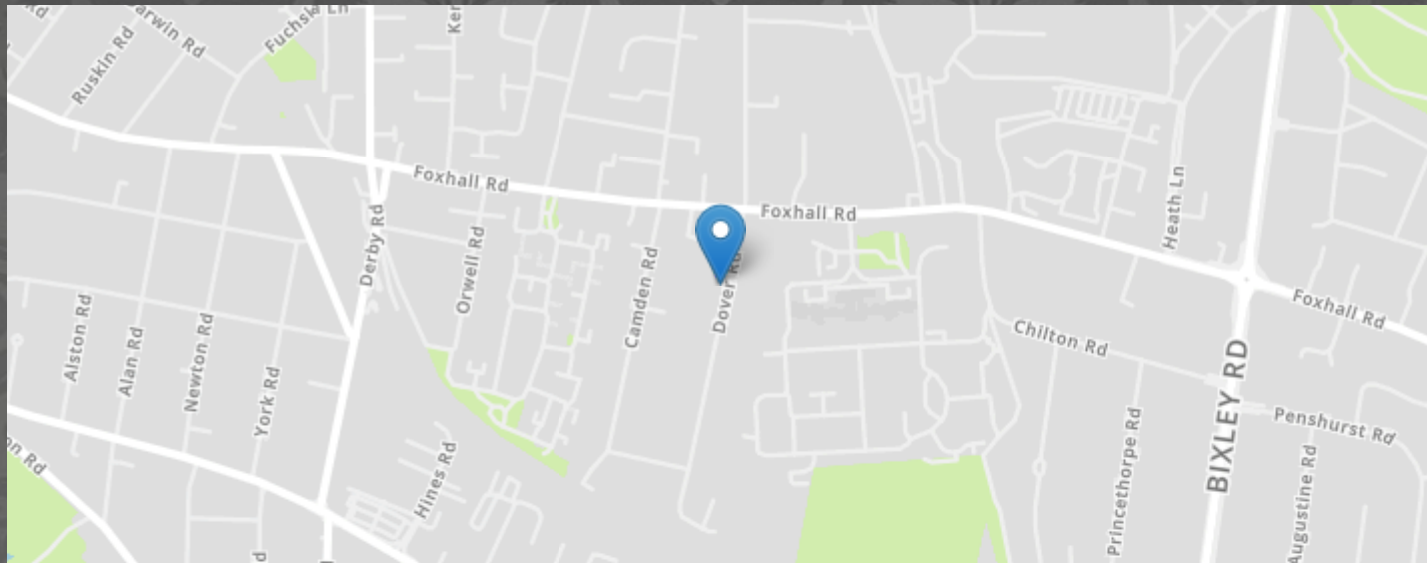 Fuchsia Ln
Ruskin Rd
Foxhall Rd
Foxhall Rd
Heath Ln
Derby Rd
Orwell Rd
Camden Rd
Dover Rd
Foxhall Rd
Chilton Rd
Alston Rd
Alan Rd
Newton Rd
York Rd
BIXLEY RD
Penshurst Rd
Hines Rd
Princethorpe Rd
Augustine Rd